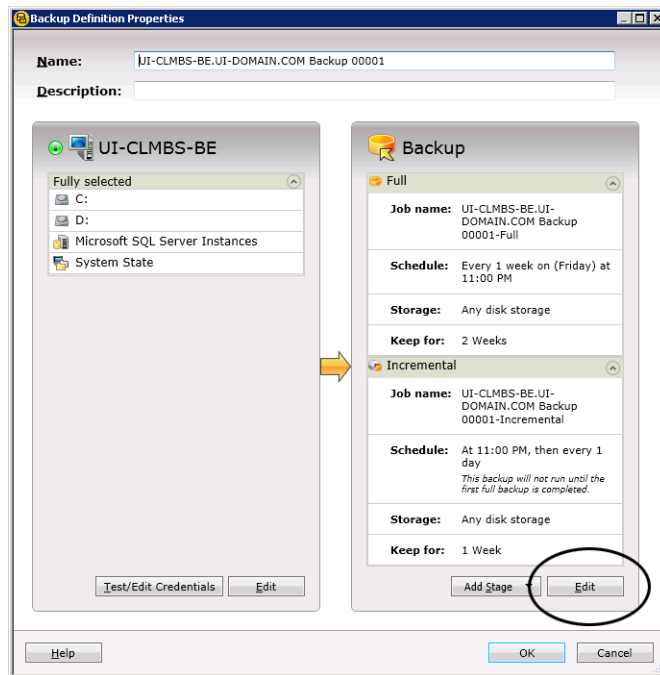 Backup Definition Properties
Name: UI-CLMBS-BE.UI-DOMAIN.COM Backup 00001
Description:
UI-CLMBS-BE
Fully selected
C:
D:
Microsoft SQL Server Instances
System State
Test/Edit Credentials
Edit
Backup
Full
Job name: UI-CLMBS-BE.UI-
DOMAIN.COM Backup
00001-Full
Schedule: Every 1 week on (Friday) at
11:00 PM
Storage: Any disk storage
Keep for: 2 Weeks
Incremental
Job name: UI-CLMBS-BE.UI-
DOMAIN.COM Backup
00001-Incremental
Schedule: At 11:00 PM, then every 1
day
This backup will not run until the
first full backup is completed.
Storage: Any disk storage
Keep for: 1 Week
Add Stage
Edit
Help
OK
Cancel